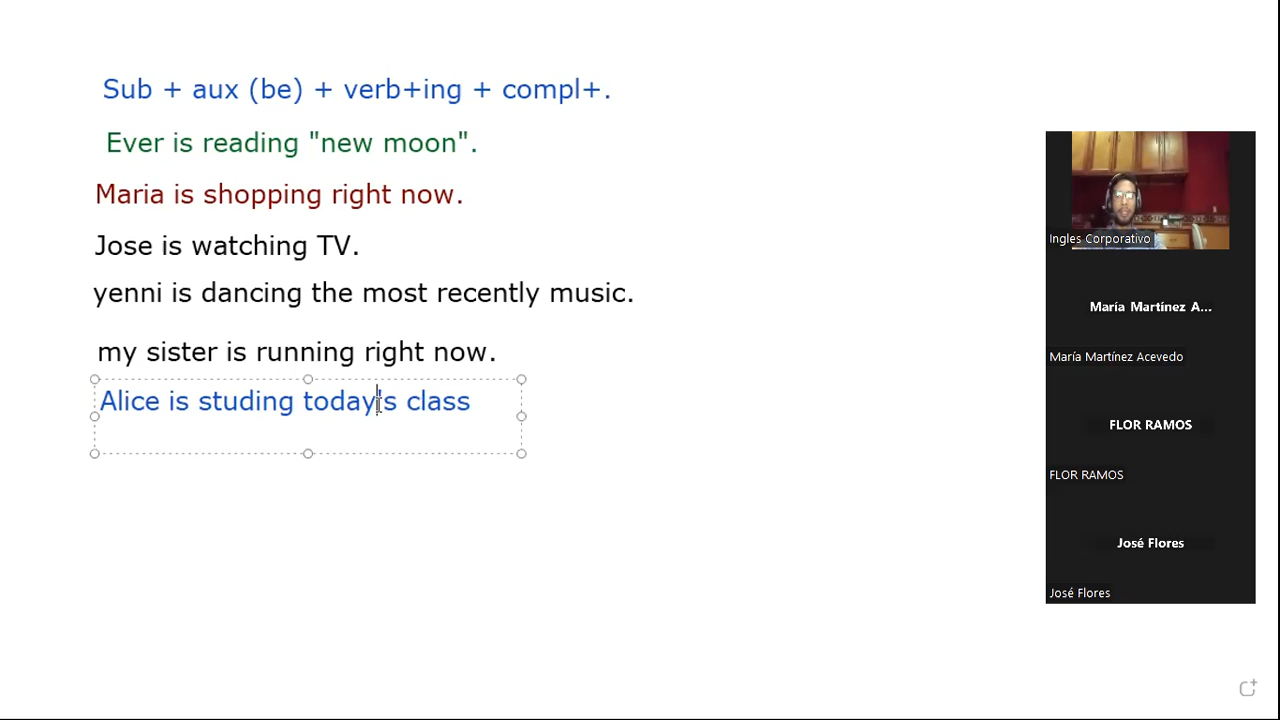 Sub + aux (be) + verb+ing + compl+.
Ever is reading "new moon".
Maria is shopping right now.
Jose is watching TV.
yenni is dancing the most recently music.
my sister is running right now.
Alice is studing today's class
Ingles Corporativo
María Martínez A...
María Martínez Acevedo
FLOR RAMOS
FLOR RAMOS
José Flores
José Flores